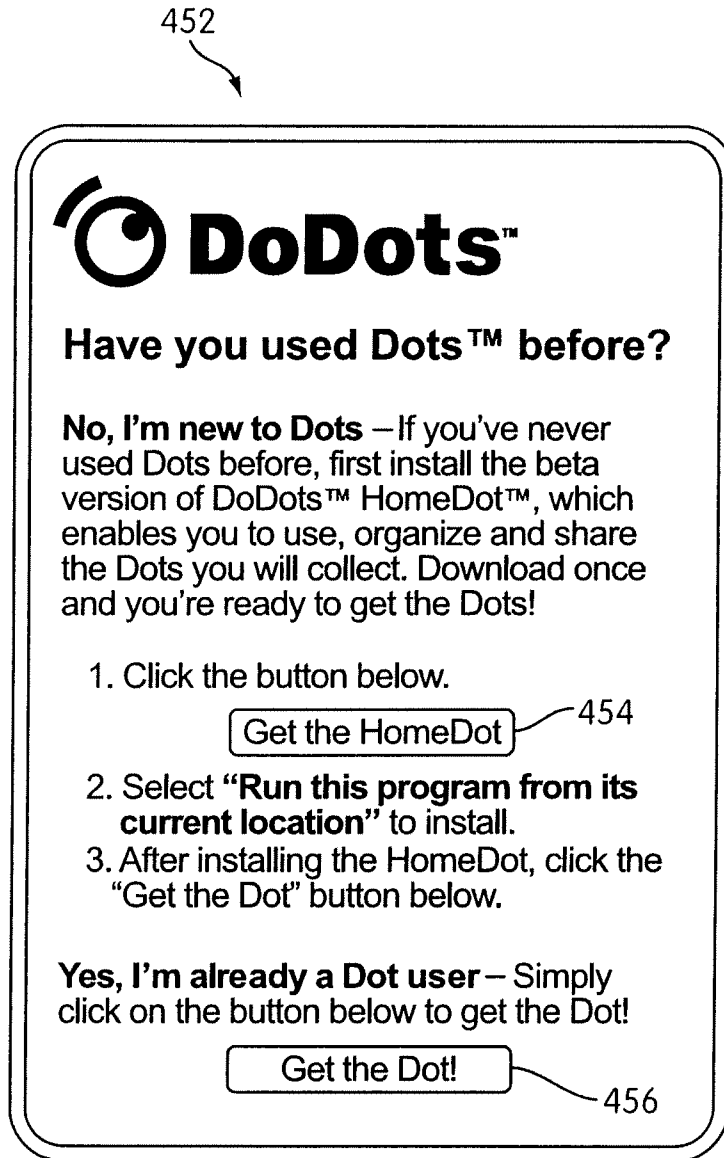 452
DoDots™
Have you used Dots™ before?
No, I'm new to Dots – If you've never
used Dots before, first install the beta
version of DoDots™ HomeDot™, which
enables you to use, organize and share
the Dots you will collect. Download once
and you're ready to get the Dots!
1. Click the button below.
Get the HomeDot 454
2. Select “Run this program from its
current location” to install.
3. After installing the HomeDot, click the
“Get the Dot” button below.
Yes, I'm already a Dot user – Simply
click on the button below to get the Dot!
Get the Dot!
456